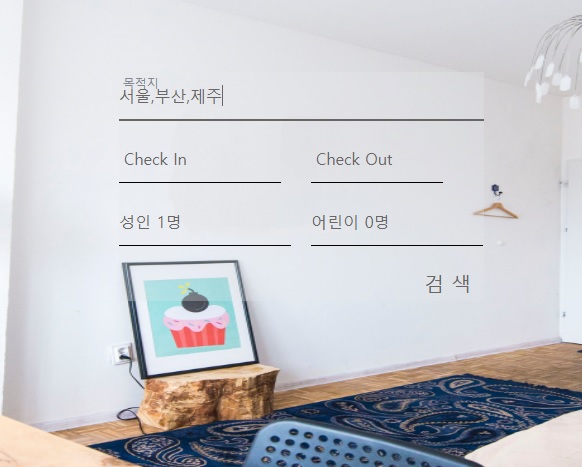 목적지
서울,부산,제주
Check In
Check Out
성인 1명
어린이 0명
검 색